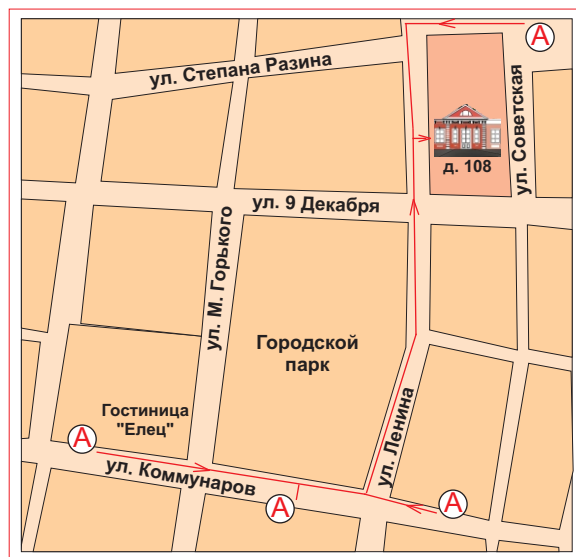 А
ул. Степана Разина
ул. Советская
д. 108
ул. 9 Декабря
ул. М. Горького
Городской
парк
Гостиница
"Елец"
ул. Ленина
А
ул. Коммунаров
А
А